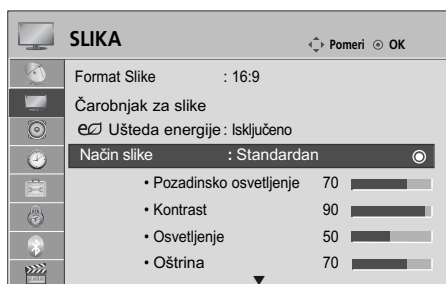 SLIKA
Pomeri OK
Format Slike : 16:9
Čarobnjak za slike
Ušteda energije : Isključeno
Način slike : Standardan
• Pozadinsko osvetljenje 70
• Kontrast 90
• Osvetljenje 50
• Oštrina 70